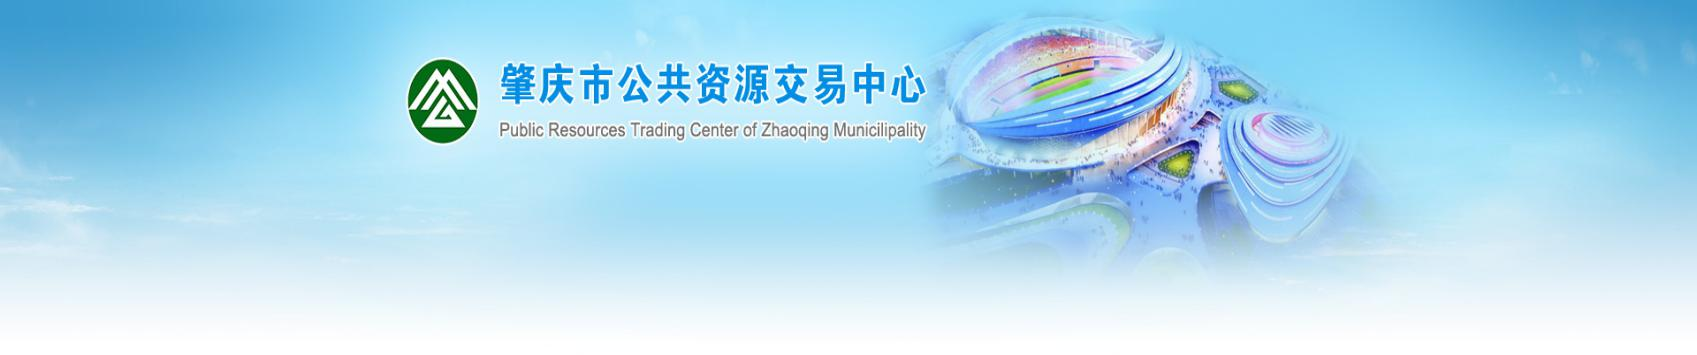 肇庆市公共资源交易中心
Public Resources Trading Center of Zhaoqing Municilipality